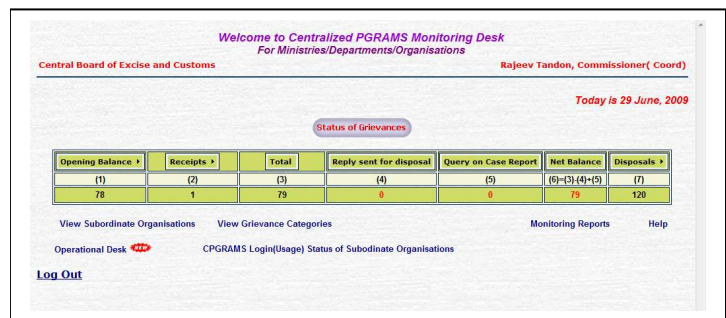 Welcome to Centralized PGRAMS Monitoring Desk
For Ministries/Departments/Organisations
Central Board of Excise and Customs Rajeev Tandon, Commissioner( Coord)
Today is 29 June, 2009
Status of Grievances
Opening Balance Receipts Total Reply sent for disposal Query on Case Report Net Balance Disposals
(1) (2) (3) (4) (5) (6)=(3)-(4)+(5) (7)
78 1 79 0 0 79 120
View Subordinate Organisations View Grievance Categories Monitoring Reports Help
Operational Desk NEW CPGRAMS Login(Usage) Status of Subodinate Organisations
Log Out